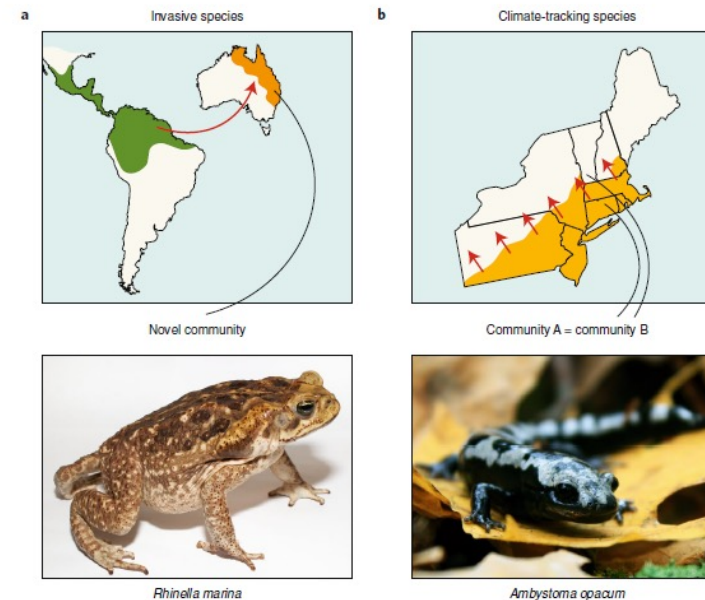 a
Invasive species
b
Climate-tracking species
Novel community
Community A = community B
Rhinella marina
Ambystoma opacum